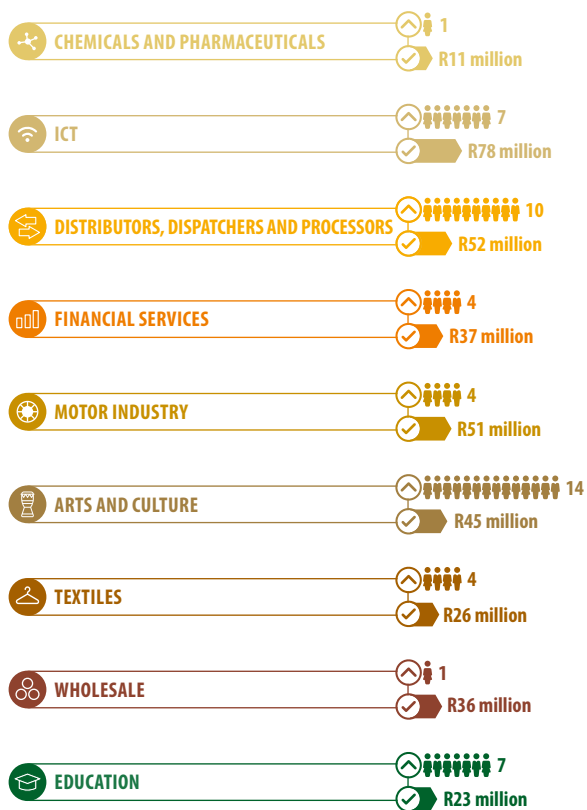 1
CHEMICALS AND PHARMACEUTICALS
R11 million
7
ICT
R78 million
10
DISTRIBUTORS, DISPATCHERS AND PROCESSORS
R52 million
4
FINANCIAL SERVICES
R37 million
4
MOTOR INDUSTRY
R51 million
14
ARTS AND CULTURE
R45 million
4
TEXTILES
R26 million
1
WHOLESALE
R36 million
7
EDUCATION
R23 million